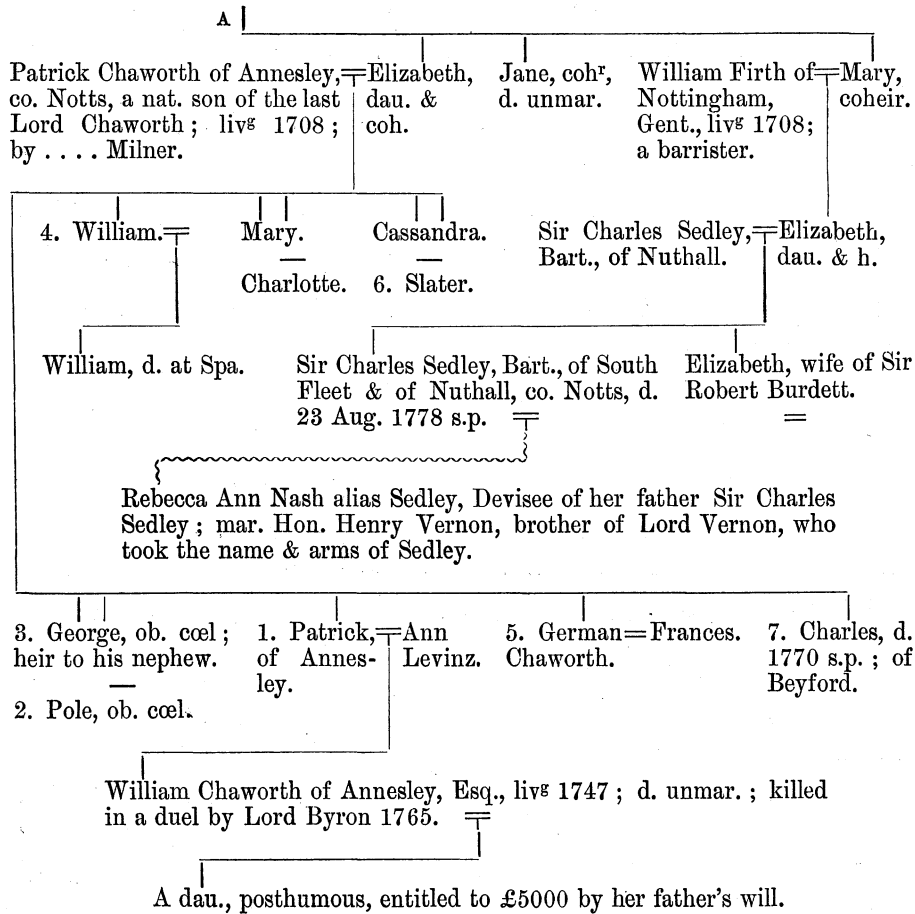 A
Patrick Chaworth of Annesley, co. Notts, a nat. son of the last Lord Chaworth ; livᵍ 1708 ; by . . . . Milner.
Elizabeth, dau. & coh.
Jane, cohʳ, d. unmar.
William Firth of Nottingham, Gent., livᵍ 1708; a barrister.
Mary, coheir.
4. William.
Mary.
—
Charlotte.
Cassandra.
—
6. Slater.
Sir Charles Sedley, Bart., of Nuthall.
Elizabeth, dau. & h.
William, d. at Spa.
Sir Charles Sedley, Bart., of South
Fleet & of Nuthall, co. Notts, d.
23 Aug. 1778 s.p.
Elizabeth, wife of Sir
Robert Burdett.
=
Rebecca Ann Nash alias Sedley, Devisee of her father Sir Charles
Sedley ; mar. Hon. Henry Vernon, brother of Lord Vernon, who
took the name & arms of Sedley.
3. George, ob. cœl ;
heir to his nephew.
—
2. Pole, ob. cœl.
1. Patrick,
of Annes-
ley.
Ann
Levinz.
5. German=Frances.
Chaworth.
7. Charles, d.
1770 s.p. ; of
Beyford.
William Chaworth of Annesley, Esq., livᵍ 1747 ; d. unmar. ; killed
in a duel by Lord Byron 1765.
A dau., posthumous, entitled to £5000 by her father's will.